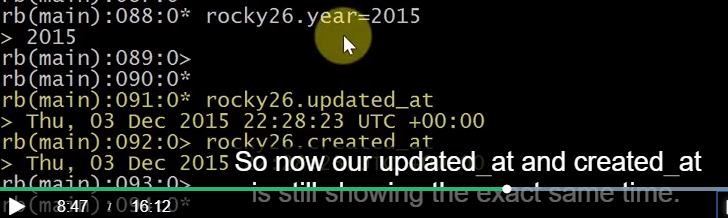 rb(main):088:0* rocky26.year=2015
> 2015
rb(main):089:0>
rb(main):090:0*
rb(main):091:0* rocky26.updated_at
> Thu, 03 Dec 2015 22:28:23 UTC +00:00
rb(main):092:0> rocky26.created_at
> Thu, 03 Dec 2015
rb(main):093:0>
So now our updated_at and created_at
is still showing the exact same time.
8:47 / 16:12